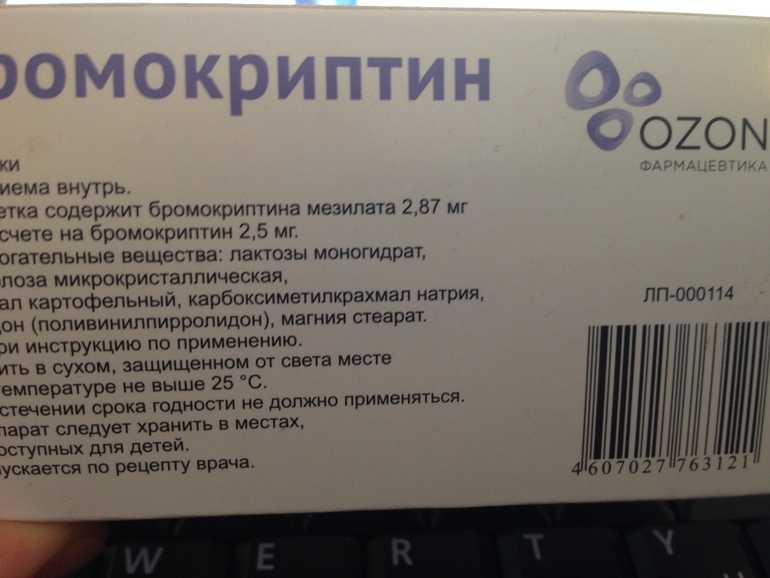 ромокриптин
OZON
ФАРМАЦЕВТИКА
ки
иема внутрь.
етка содержит бромокриптина мезилата 2,87 мг
счете на бромокриптин 2,5 мг.
огательные вещества: лактозы моногидрат,
лоза микрокристаллическая,
ал картофельный, карбоксиметилкрахмал натрия,
дон (поливинилпирролидон), магния стеарат.
ри инструкцию по применению.
ить в сухом, защищенном от света месте
температуре не выше 25 °C.
стечении срока годности не должно применяться.
парат следует хранить в местах,
оступных для детей.
ускается по рецепту врача.
ЛП-000114
4 607027 763121
W E R T Y